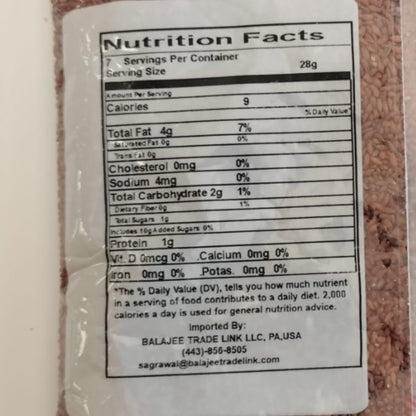 Nutrition Facts
7 Servings Per Container
Serving Size 28g
Amount Per Serving
Calories 9
% Daily Value*
Total Fat 4g 7%
Saturated Fat 0g 0%
Trans Fat 0g
Cholesterol 0mg 0%
Sodium 4mg 0%
Total Carbohydrate 2g 1%
Dietary Fiber 0g 1%
Total Sugars 1g
Includes 10g Added Sugars 0%
Protein 1g
Vit. D 0mcg 0% .Calcium 0mg 0%
Iron 0mg 0% .Potas. 0mg 0%
*The % Daily Value (DV), tells you how much nutrient
in a serving of food contributes to a daily diet. 2,000
calories a day is used for general nutrition advice.
Imported By:
BALAJEE TRADE LINK LLC, PA,USA
(443)-856-8505
sagrawal@balajeetradelink.com